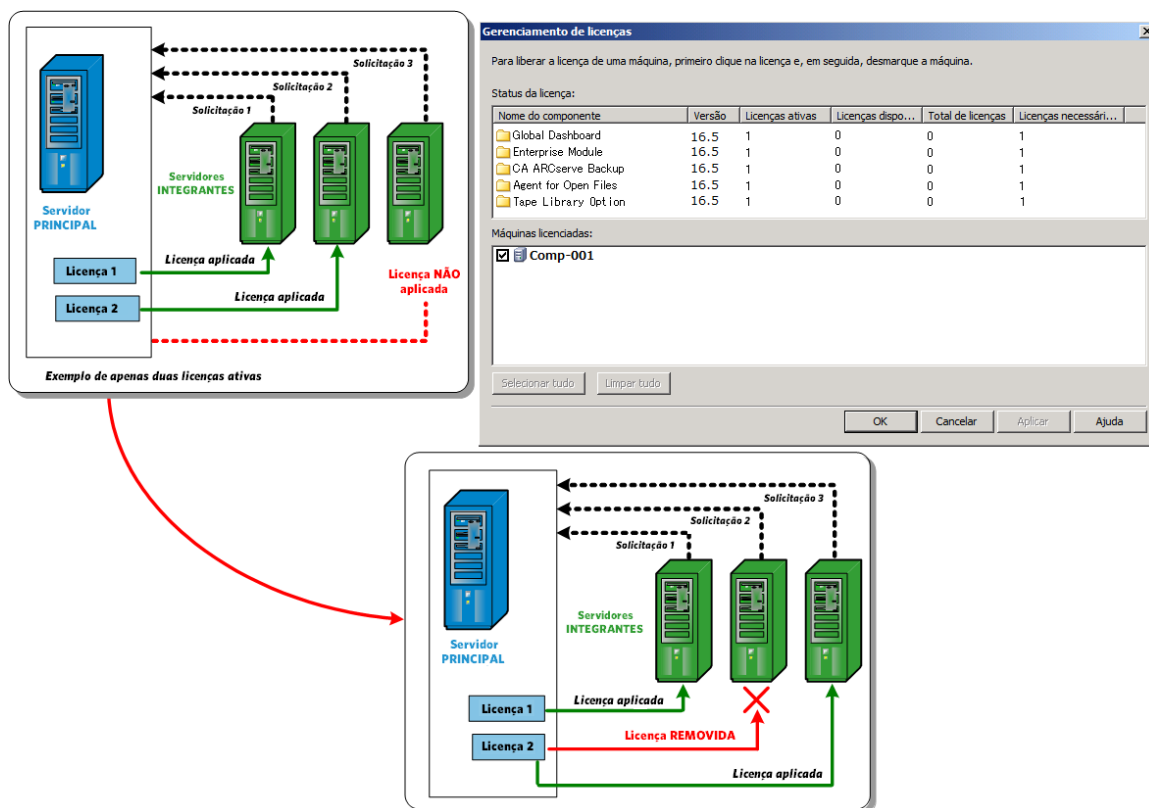 Solicitação 3
Solicitação 2
Solicitação 1
Servidores
INTEGRANTES
Servidor
PRINCIPAL
Licença 1
Licença aplicada
Licença 2
Licença aplicada
Licença NÃO
aplicada
Exemplo de apenas duas licenças ativas
Gerenciamento de licenças
Para liberar a licença de uma máquina, primeiro clique na licença e, em seguida, desmarque a máquina.
Status da licença:
Nome do componente Versão Licenças ativas Licenças dispo... Total de licenças Licenças necessári...
Global Dashboard 16.5 1 0 0 1
Enterprise Module 16.5 1 0 0 1
CA ARCserve Backup 16.5 1 0 0 1
Agent for Open Files 16.5 1 0 0 1
Tape Library Option 16.5 1 0 0 1
Máquinas licenciadas:
Comp-001
Selecionar tudo Limpar tudo
OK Cancelar Aplicar Ajuda
Solicitação 3
Solicitação 2
Solicitação 1
Servidores
INTEGRANTES
Servidor
PRINCIPAL
Licença 1
Licença aplicada
Licença 2
Licença REMOVIDA
Licença aplicada